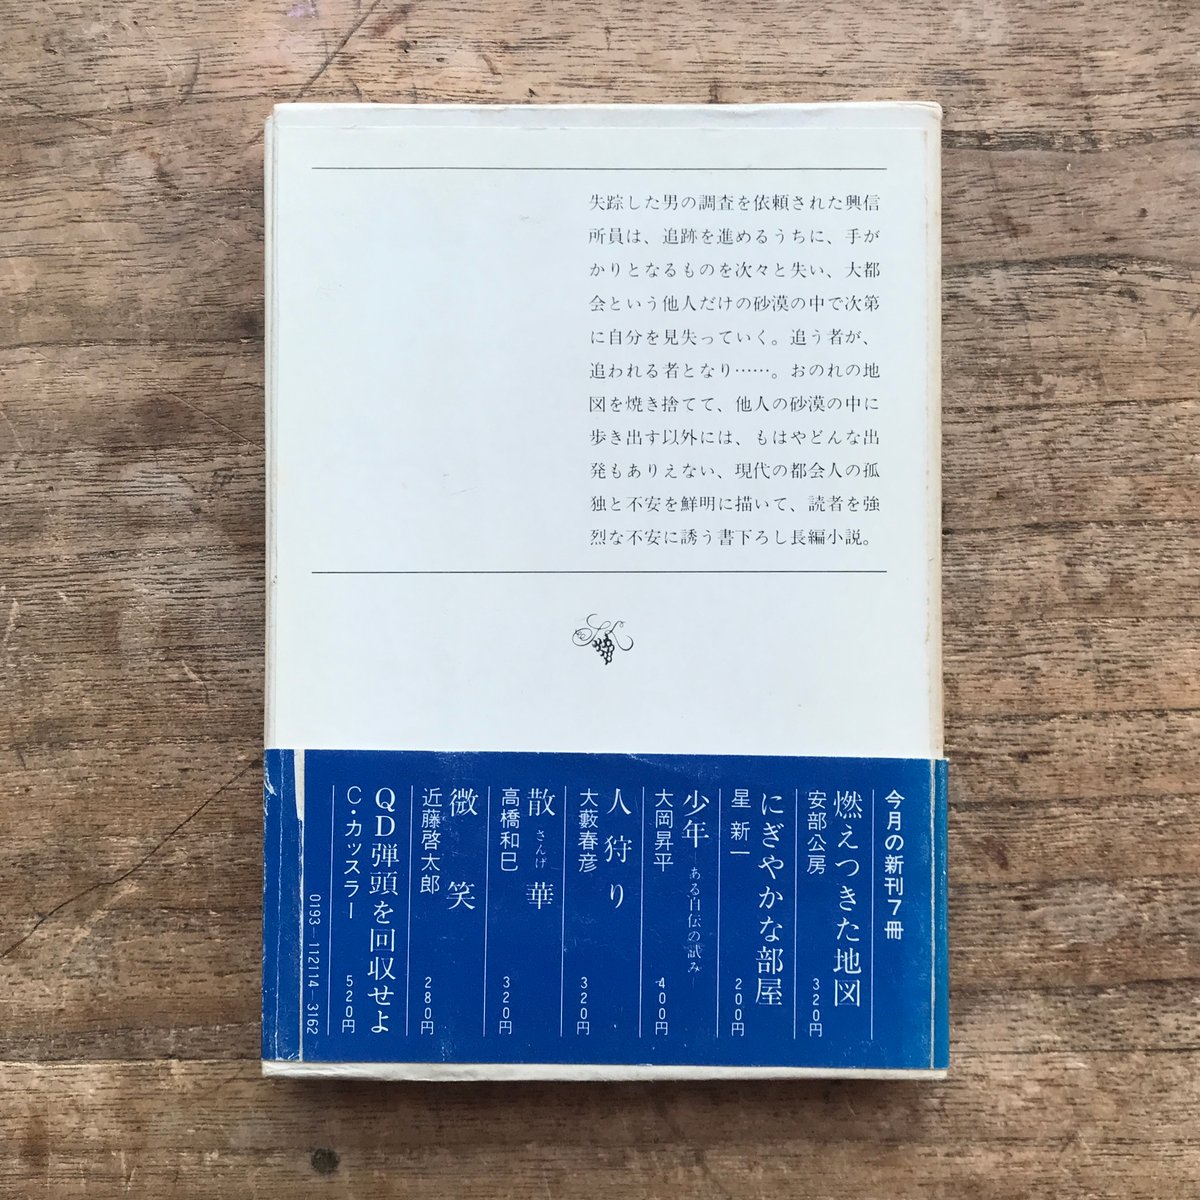 失踪した男の調査を依頼された興信
所員は、追跡を進めるうちに、手が
かりとなるものを次々と失い、大都
会という他人だけの砂漠の中で次第
に自分を見失っていく。追う者が、
追われる者となり……。おのれの地
図を焼き捨てて、他人の砂漠の中に
歩き出す以外には、もはやどんな出
発もありえない、現代の都会人の孤
独と不安を鮮明に描いて、読者を強
烈な不安に誘う書下ろし長編小説。
今月の新刊7冊
燃えつきた地図
安部公房 320円
にぎやかな部屋
星新一 200円
少年—ある自伝の試み—
大岡昇平 400円
人狩り
大藪春彦 320円
散華 さんげ
高橋和巳 320円
微笑
近藤啓太郎 280円
QD弾頭を回収せよ
C・カッスラー 520円
0193—112114—3162